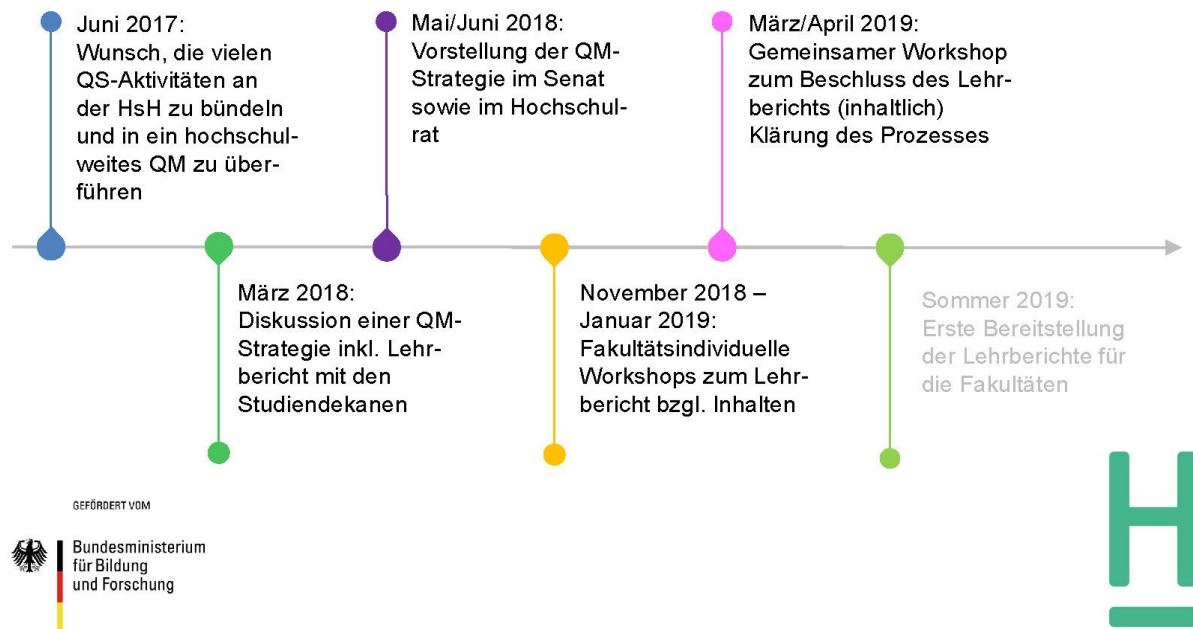 Juni 2017:
Wunsch, die vielen
QS-Aktivitäten an
der HsH zu bündeln
und in ein hochschul-
weites QM zu über-
führen
Mai/Juni 2018:
Vorstellung der QM-
Strategie im Senat
sowie im Hochschul-
rat
März/April 2019:
Gemeinsamer Workshop
zum Beschluss des Lehr-
berichts (inhaltlich)
Klärung des Prozesses
März 2018:
Diskussion einer QM-
Strategie inkl. Lehr-
bericht mit den
Studiendekanen
November 2018 –
Januar 2019:
Fakultätsindividuelle
Workshops zum Lehr-
bericht bzgl. Inhalten
Sommer 2019:
Erste Bereitstellung
der Lehrberichte für
die Fakultäten
GEFÖRDERT VOM
Bundesministerium
für Bildung
und Forschung
H